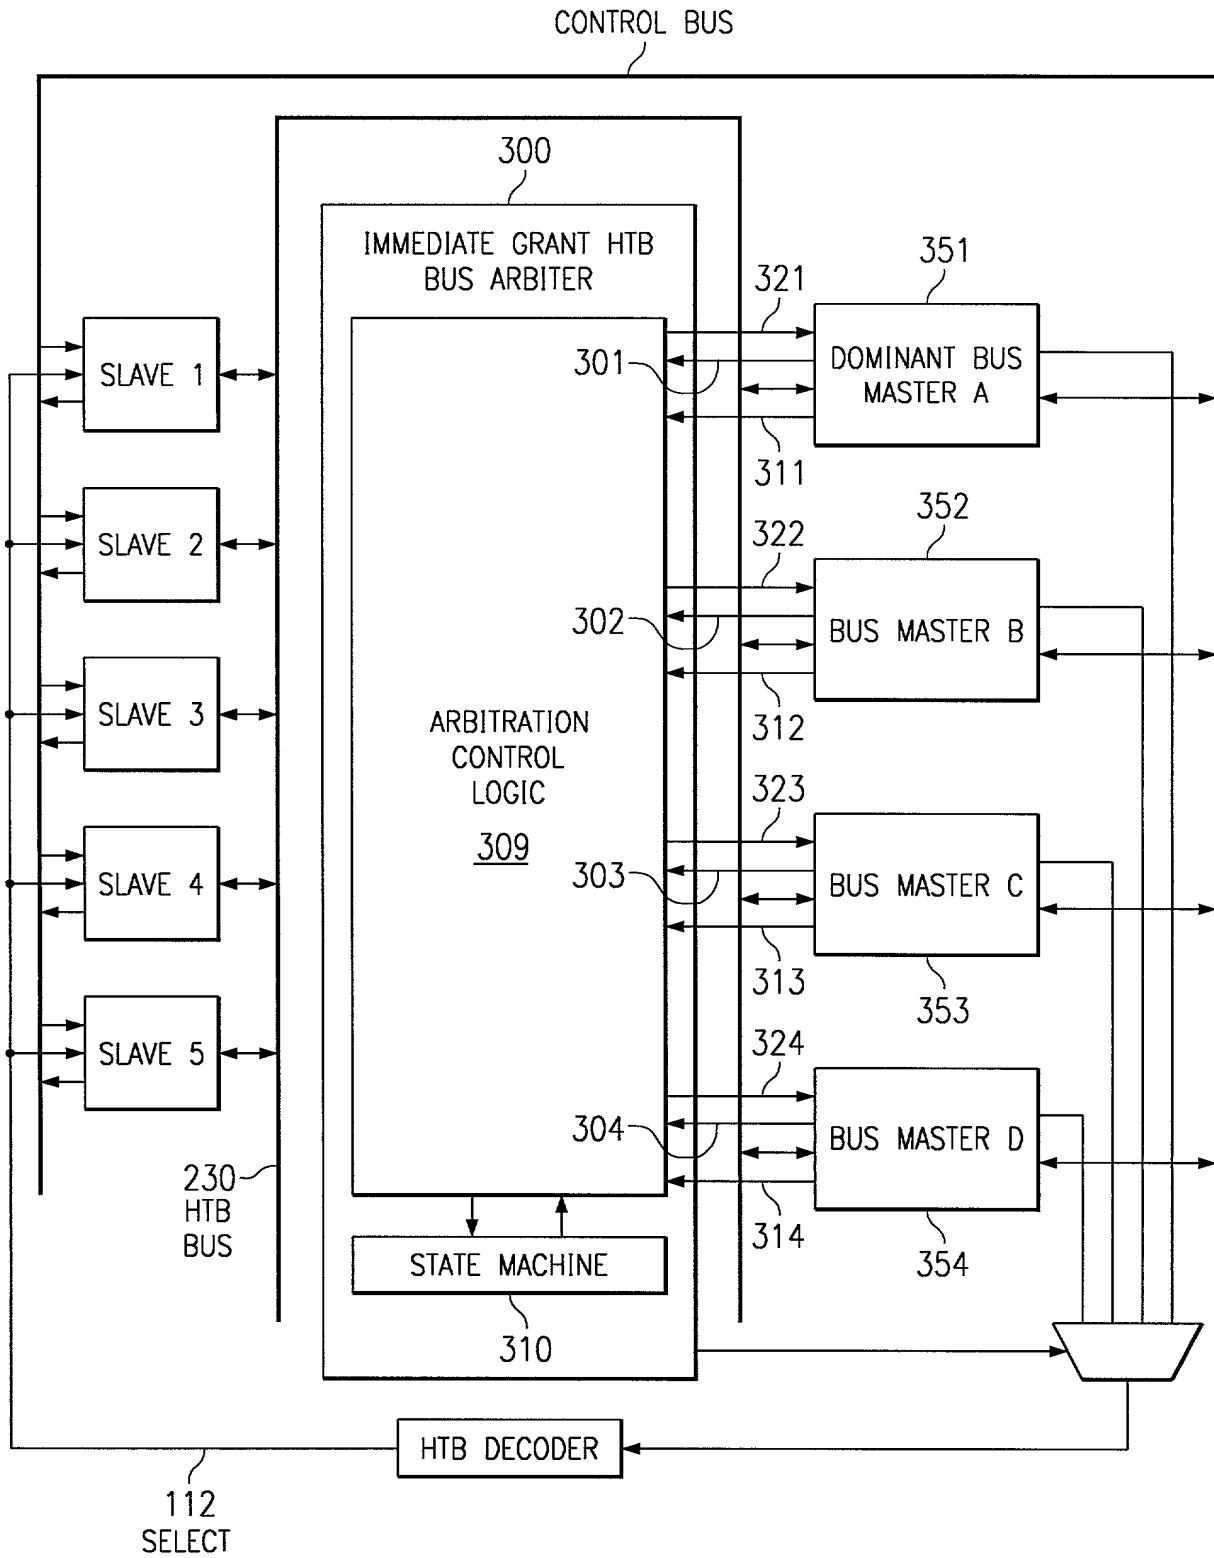 CONTROL BUS
300
IMMEDIATE GRANT HTB
BUS ARBITER
351
321
301
DOMINANT BUS
MASTER A
311
SLAVE 1
352
322
302
BUS MASTER B
312
SLAVE 2
SLAVE 3
ARBITRATION
CONTROL
LOGIC
309
323
303
BUS MASTER C
313
353
SLAVE 4
SLAVE 5
324
304
BUS MASTER D
314
354
230
HTB
BUS
STATE MACHINE
310
HTB DECODER
112
SELECT